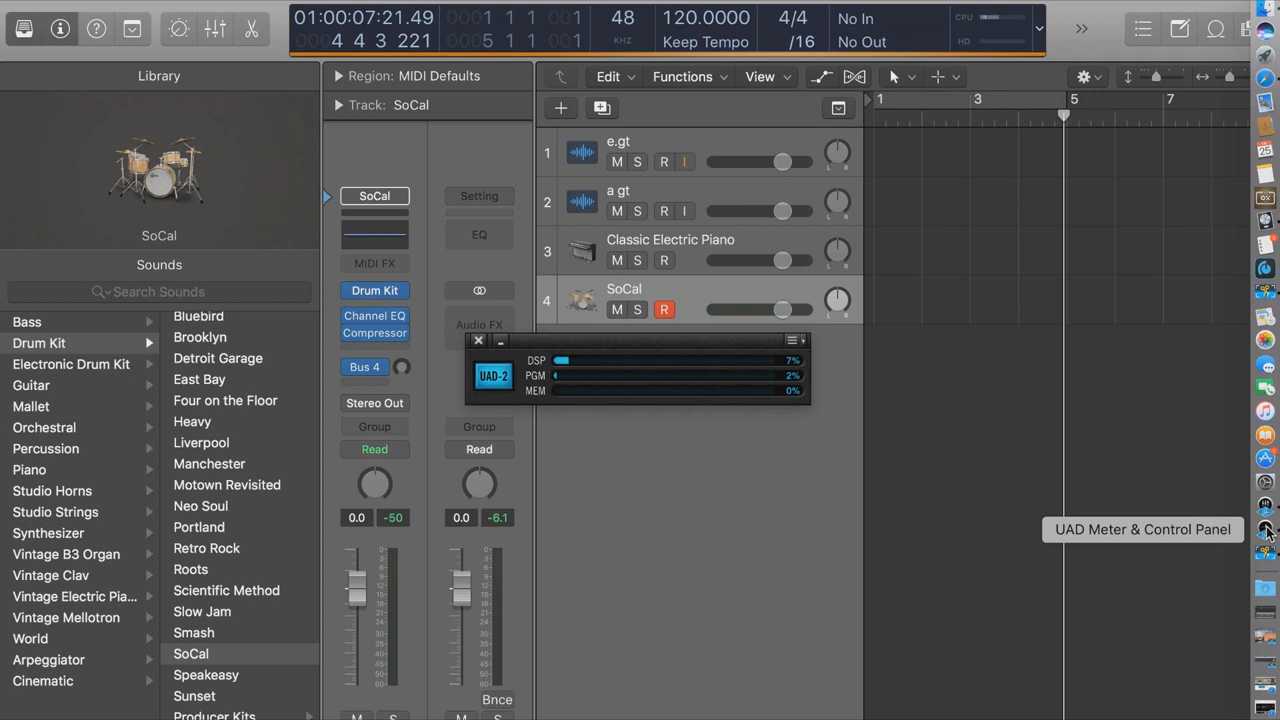 01:00:07:21.49
4 4 3 221
5 1 1 1
1 1 1 1
48
KHZ
120.0000
Keep Tempo
4/4
/16
No In
No Out
CPU
HD
Library
SoCal
Sounds
Search Sounds
Bass
Drum Kit
Electronic Drum Kit
Guitar
Mallet
Orchestral
Percussion
Piano
Studio Horns
Studio Strings
Synthesizer
Vintage B3 Organ
Vintage Clav
Vintage Electric Pia...
Vintage Mellotron
World
Arpeggiator
Cinematic
Bluebird
Brooklyn
Detroit Garage
East Bay
Four on the Floor
Heavy
Liverpool
Manchester
Motown Revisited
Neo Soul
Portland
Retro Rock
Roots
Scientific Method
Slow Jam
Smash
SoCal
Speakeasy
Sunset
Producer Kits
Region: MIDI Defaults
Track: SoCal
SoCal
MIDI FX
Drum Kit
Channel EQ
Compressor
Bus 4
Stereo Out
Group
Read
0.0 -50
M S
Setting
EQ
Audio FX
Group
Read
0.0 -6.1
Bnce
M S
Edit Functions View
1 3 5 7
1 e.gt
M S R I
L R
2 a gt
M S R I
L R
3 Classic Electric Piano
M S R
L R
4 SoCal
M S R
L R
UAD-2
DSP 7%
PGM 2%
MEM 0%
UAD Meter & Control Panel
25